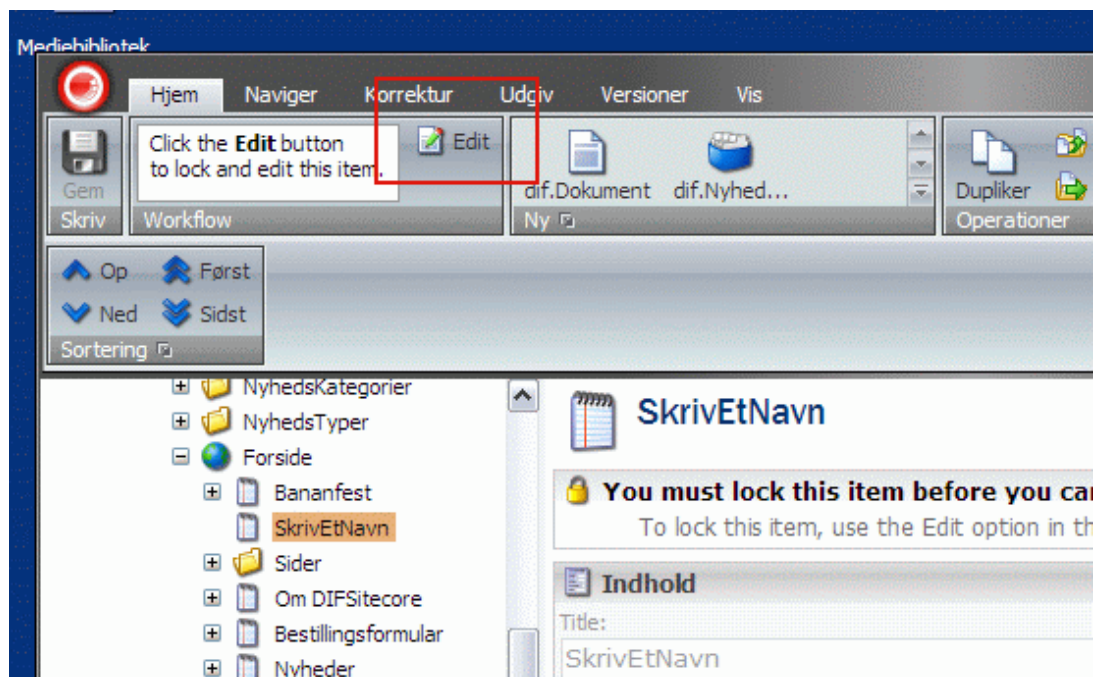 Mediebibliotek
Hjem Naviger Korrektur Udgiv Versioner Vis
Click the Edit button
to lock and edit this item.
Edit
Gem
dif.Dokument dif.Nyhed...
Dupliker
Skriv Workflow Ny Operationer
Op Først
Ned Sidst
Sortering
NyhedsKategorier
NyhedsTyper
Forside
Bananfest
SkrivEtNavn
Sider
Om DIFSitecore
Bestillingsformular
Nyheder
SkrivEtNavn
You must lock this item before you can
To lock this item, use the Edit option in th
Indhold
Title:
SkrivEtNavn